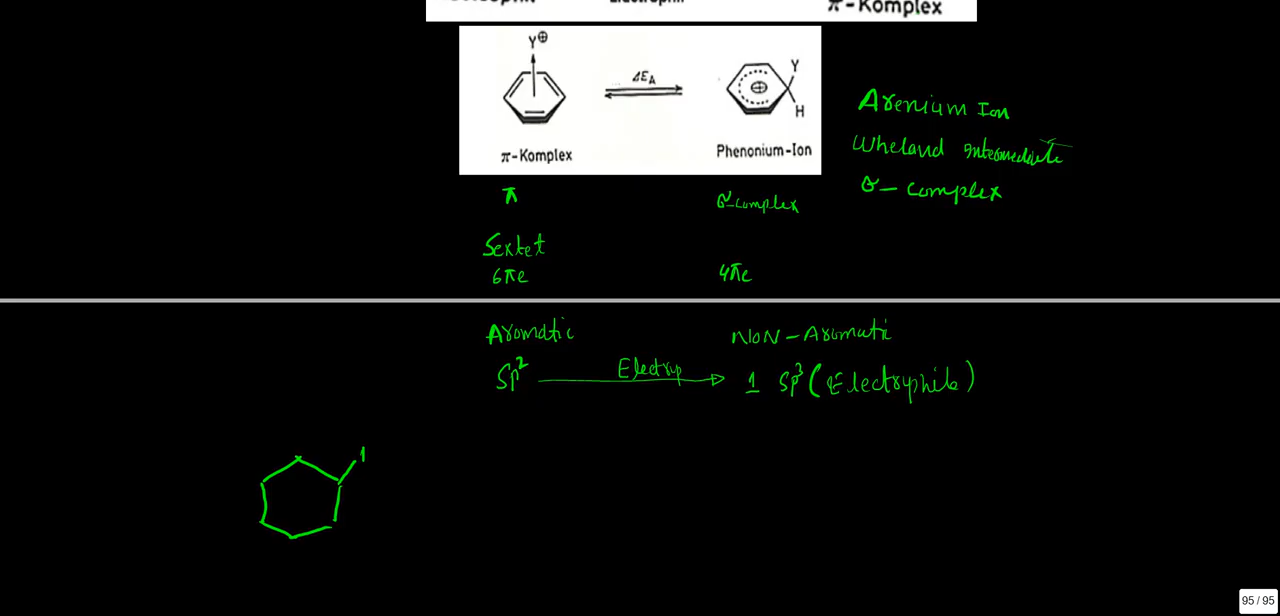 π-Komplex
Y⊕
ΔE_A
Y
⊕
H
π-Komplex
Phenonium-Ion
Arenium Ion
Wheland intermediate
σ- complex
π
σ complex
Sextet
6πe
4πe
Aromatic
NON-Aromatic
Sp²
Electrop
1 Sp³ (Electrophile)
1
95 / 95